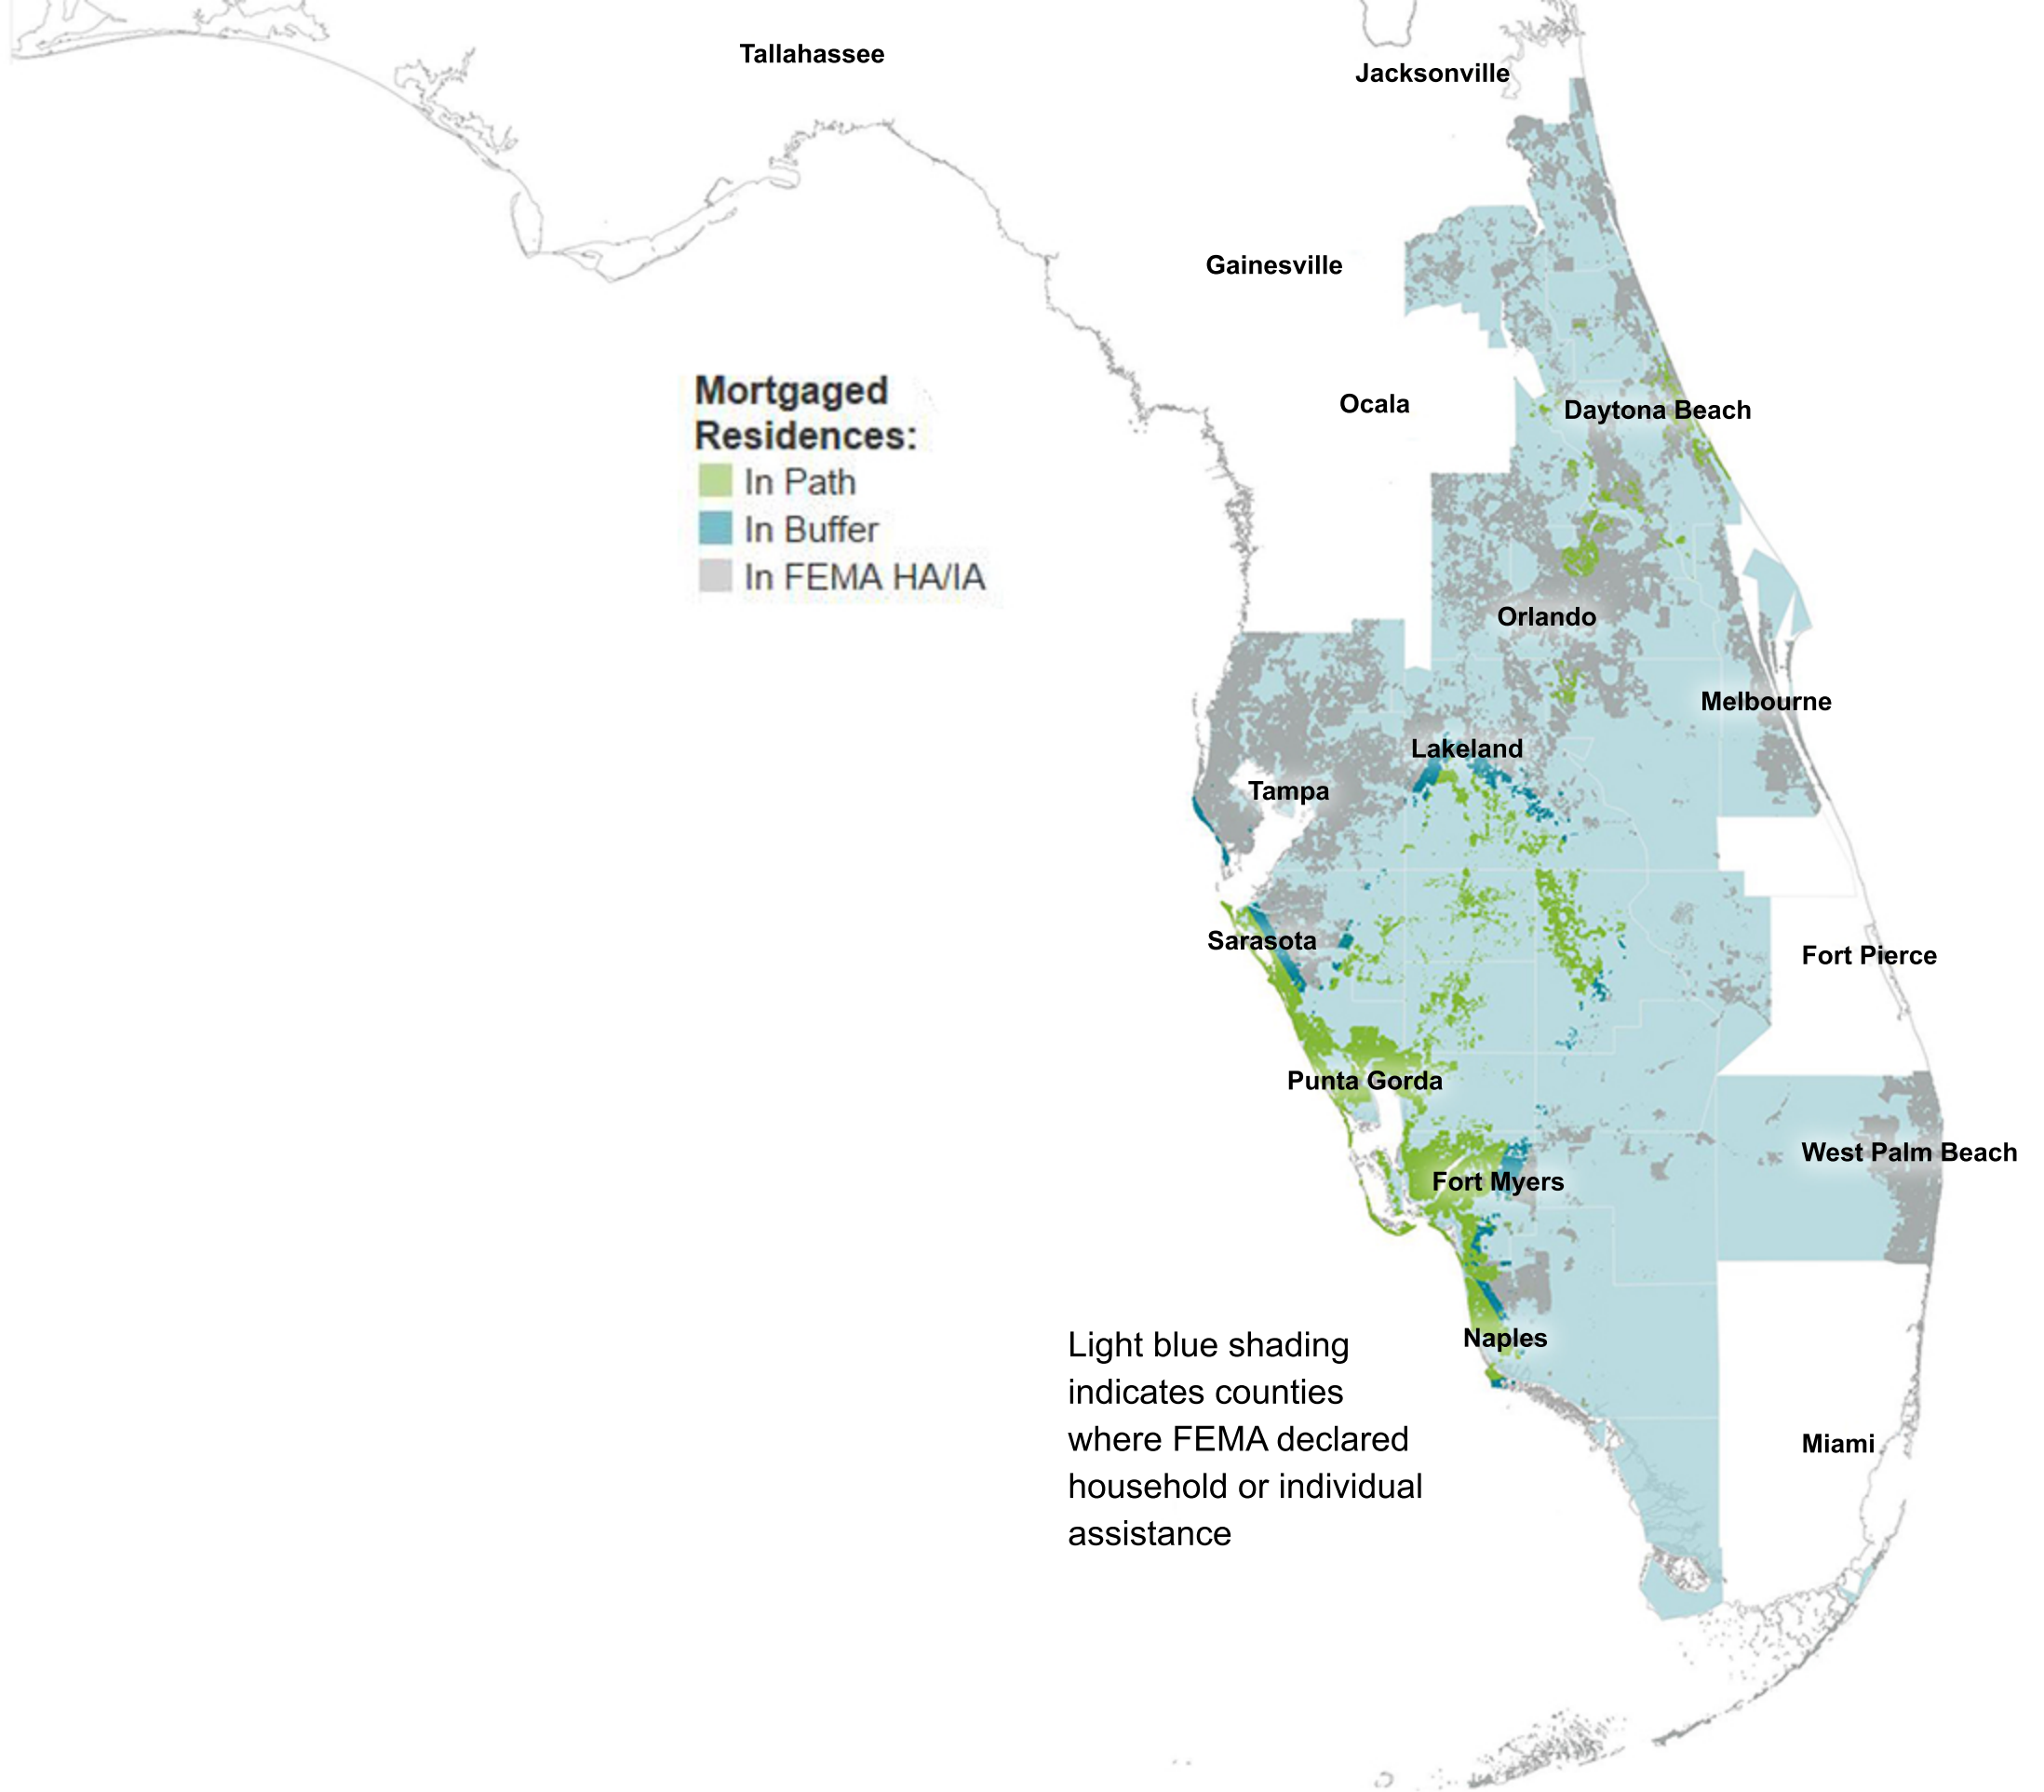 Tallahassee
Jacksonville
Gainesville
Mortgaged
Residences:
In Path
In Buffer
In FEMA HA/IA
Ocala
Daytona Beach
Orlando
Melbourne
Lakeland
Tampa
Sarasota
Fort Pierce
Punta Gorda
West Palm Beach
Fort Myers
Naples
Light blue shading
indicates counties
where FEMA declared
household or individual
assistance
Miami